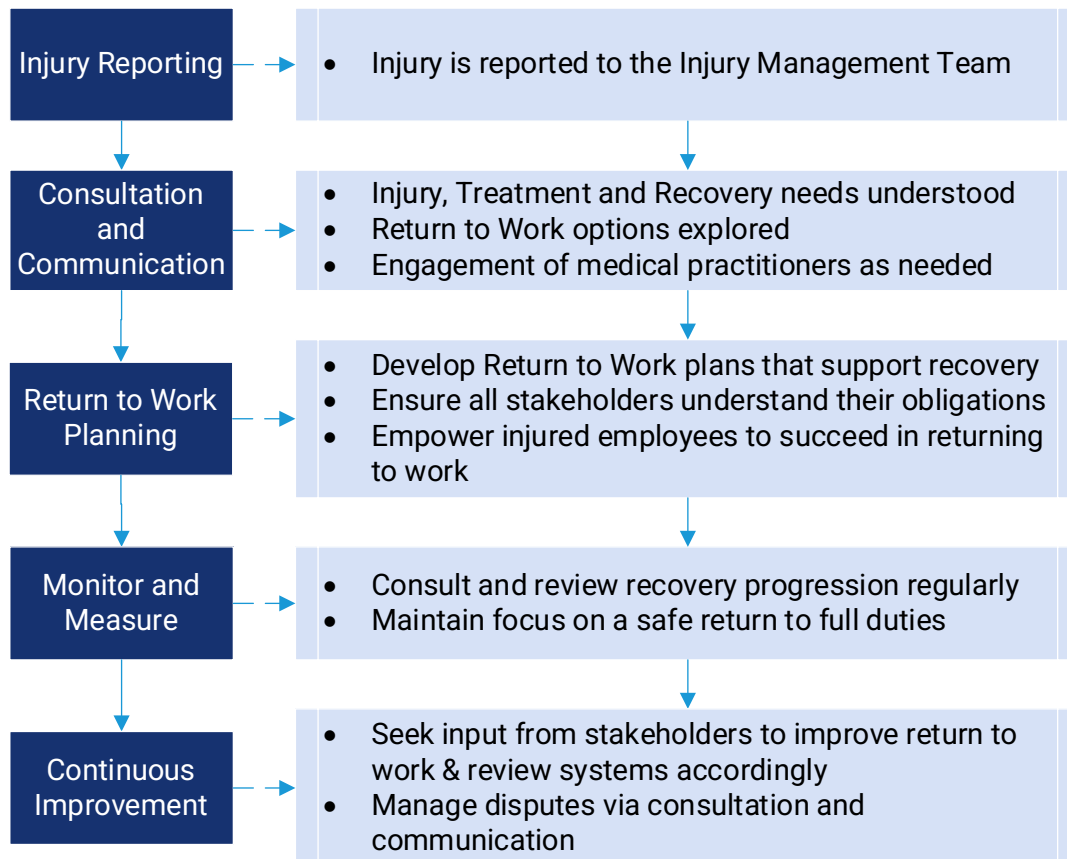 Injury Reporting
• Injury is reported to the Injury Management Team
Consultation
and
Communication
• Injury, Treatment and Recovery needs understood
• Return to Work options explored
• Engagement of medical practitioners as needed
Return to Work
Planning
• Develop Return to Work plans that support recovery
• Ensure all stakeholders understand their obligations
• Empower injured employees to succeed in returning
to work
Monitor and
Measure
• Consult and review recovery progression regularly
• Maintain focus on a safe return to full duties
Continuous
Improvement
• Seek input from stakeholders to improve return to
work & review systems accordingly
• Manage disputes via consultation and
communication